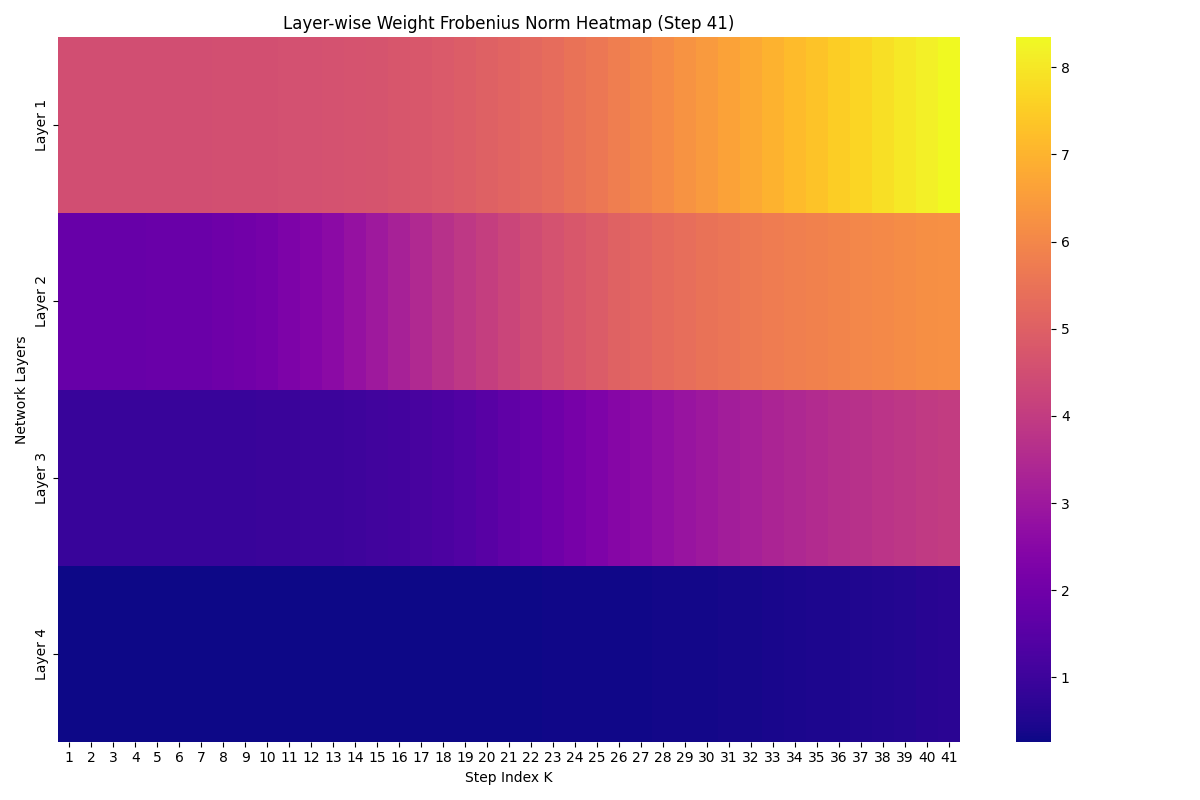 Layer-wise Weight Frobenius Norm Heatmap (Step 41)
Network Layers
Layer 1
Layer 2
Layer 3
Layer 4
1 2 3 4 5 6 7 8 9 10 11 12 13 14 15 16 17 18 19 20 21 22 23 24 25 26 27 28 29 30 31 32 33 34 35 36 37 38 39 40 41
Step Index K
8
7
6
5
4
3
2
1